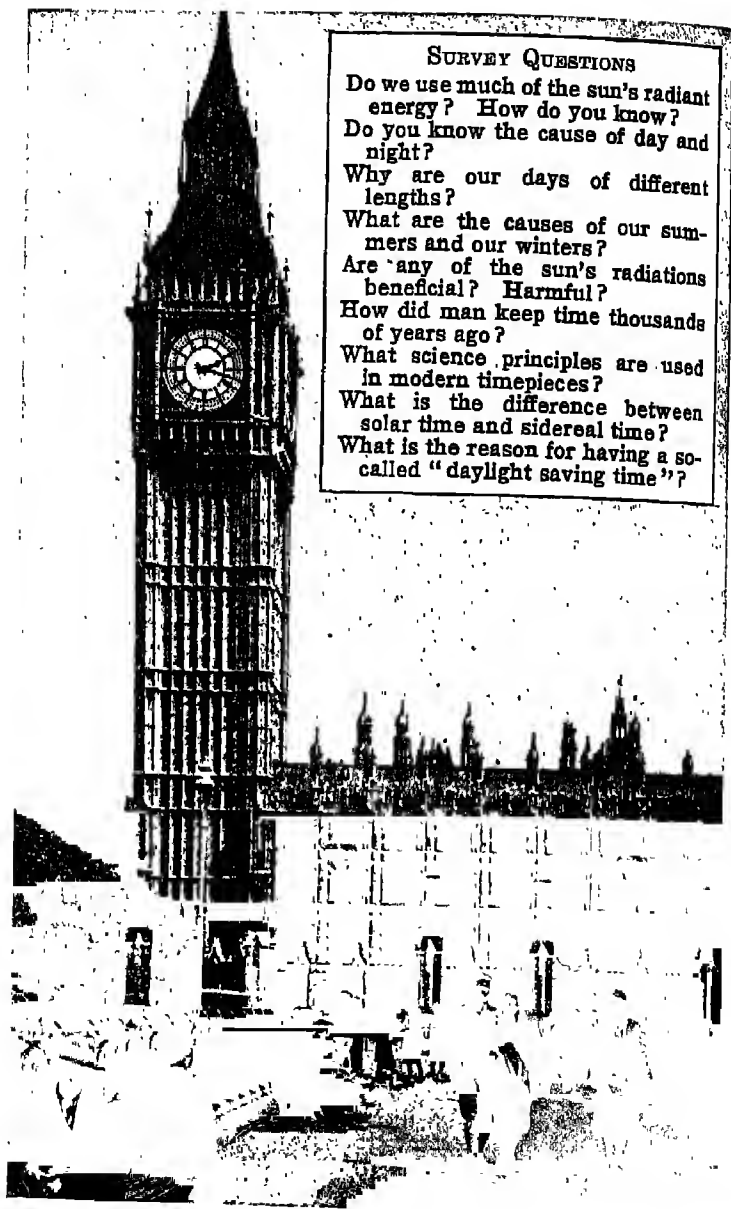 SURVEY QUESTIONS
Do we use much of the sun's radiant
energy? How do you know?
Do you know the cause of day and
night?
Why are our days of different
lengths?
What are the causes of our sum-
mers and our winters?
Are any of the sun's radiations
beneficial? Harmful?
How did man keep time thousands
of years ago?
What science principles are used
in modern timepieces?
What is the difference between
solar time and sidereal time?
What is the reason for having a so-
called "daylight saving time"?